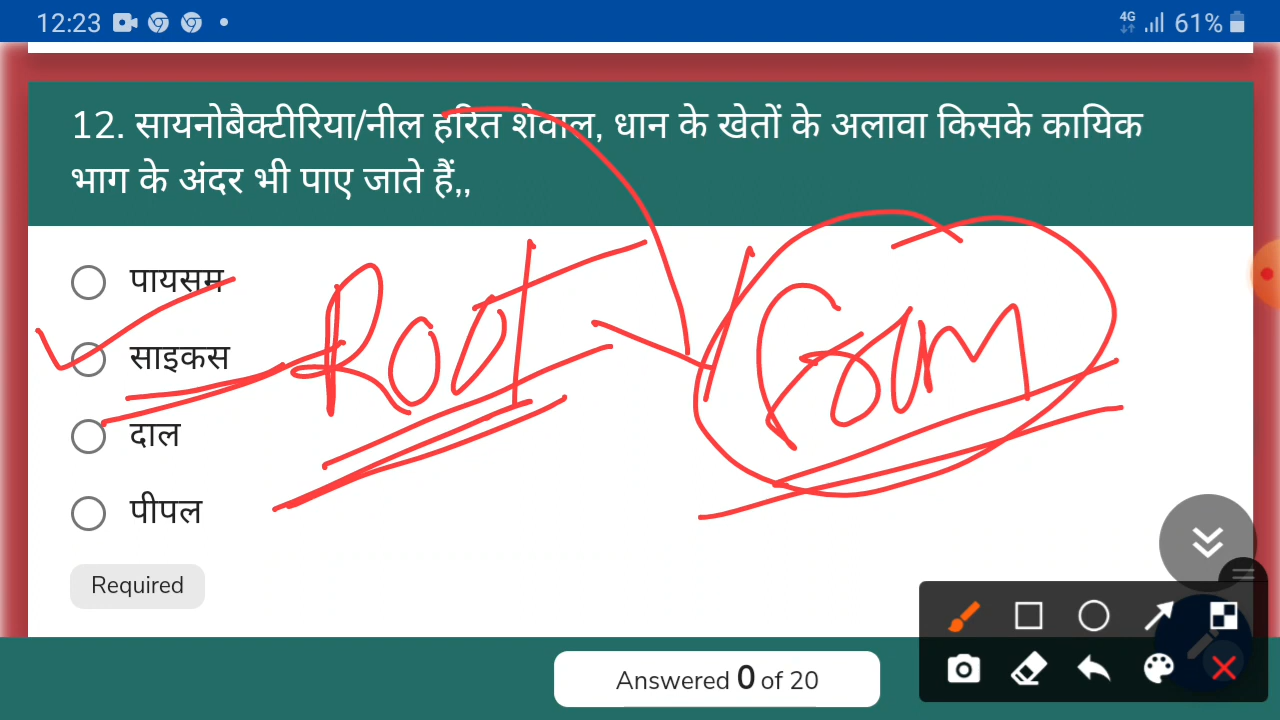 12:23
4G
61%
12. सायनोबैक्टीरिया/नील हरित शेवाल, धान के खेतों के अलावा किसके कायिक
भाग के अंदर भी पाए जाते हैं,,
पायसम
साइकस
दाल
पीपल
Root
Required
Answered 0 of 20